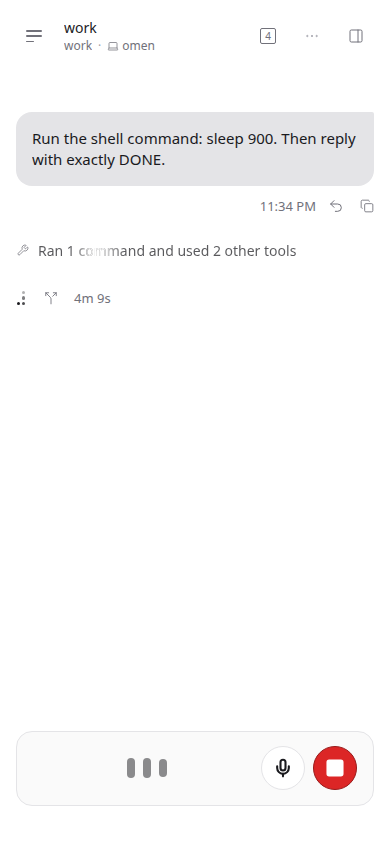 work
work · omen
4
Run the shell command: sleep 900. Then reply
with exactly DONE.
11:34 PM
Ran 1 command and used 2 other tools
4m 9s